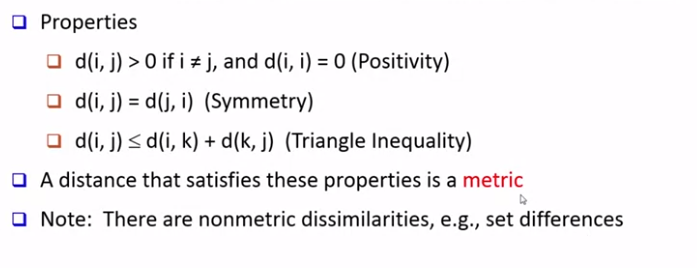 Properties
d(i, j) > 0 if i ≠ j, and d(i, i) = 0 (Positivity)
d(i, j) = d(j, i) (Symmetry)
d(i, j) ≤ d(i, k) + d(k, j) (Triangle Inequality)
A distance that satisfies these properties is a metric
Note: There are nonmetric dissimilarities, e.g., set differences